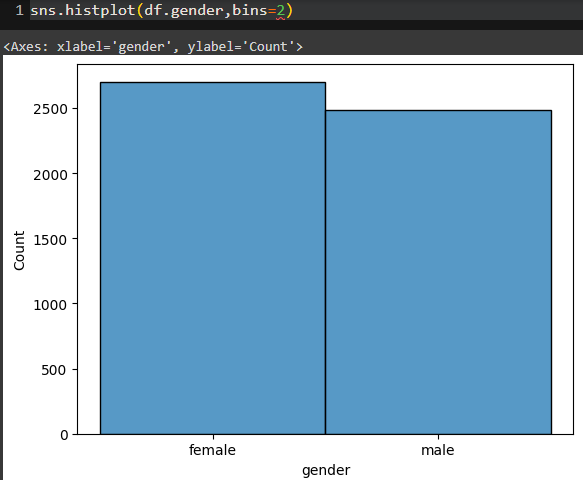 1 sns.histplot(df.gender,bins=2)
<Axes: xlabel='gender', ylabel='Count'>
2500
2000
1500
1000
500
0
Count
female male
gender